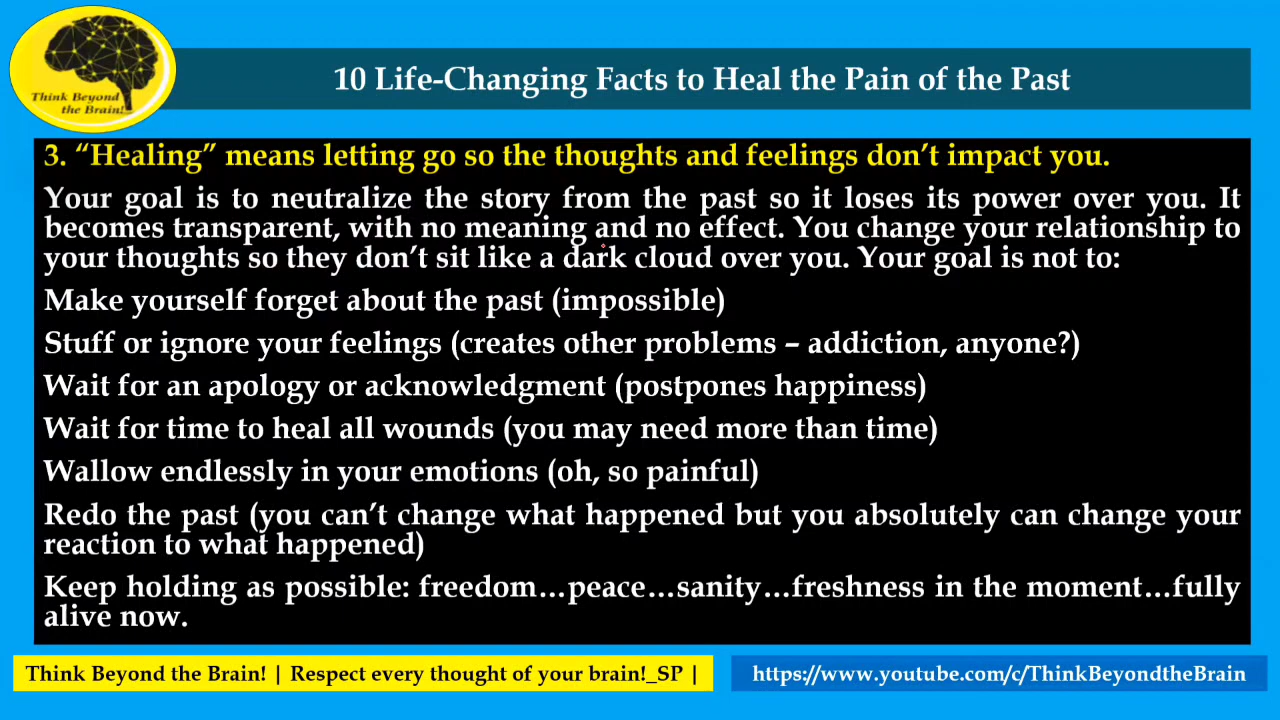 10 Life-Changing Facts to Heal the Pain of the Past
Think Beyond
the Brain!
3. “Healing” means letting go so the thoughts and feelings don’t impact you.
Your goal is to neutralize the story from the past so it loses its power over you. It
becomes transparent, with no meaning and no effect. You change your relationship to
your thoughts so they don’t sit like a dark cloud over you. Your goal is not to:
Make yourself forget about the past (impossible)
Stuff or ignore your feelings (creates other problems – addiction, anyone?)
Wait for an apology or acknowledgment (postpones happiness)
Wait for time to heal all wounds (you may need more than time)
Wallow endlessly in your emotions (oh, so painful)
Redo the past (you can’t change what happened but you absolutely can change your
reaction to what happened)
Keep holding as possible: freedom…peace…sanity…freshness in the moment…fully
alive now.
Think Beyond the Brain! | Respect every thought of your brain!_SP |
https://www.youtube.com/c/ThinkBeyondtheBrain